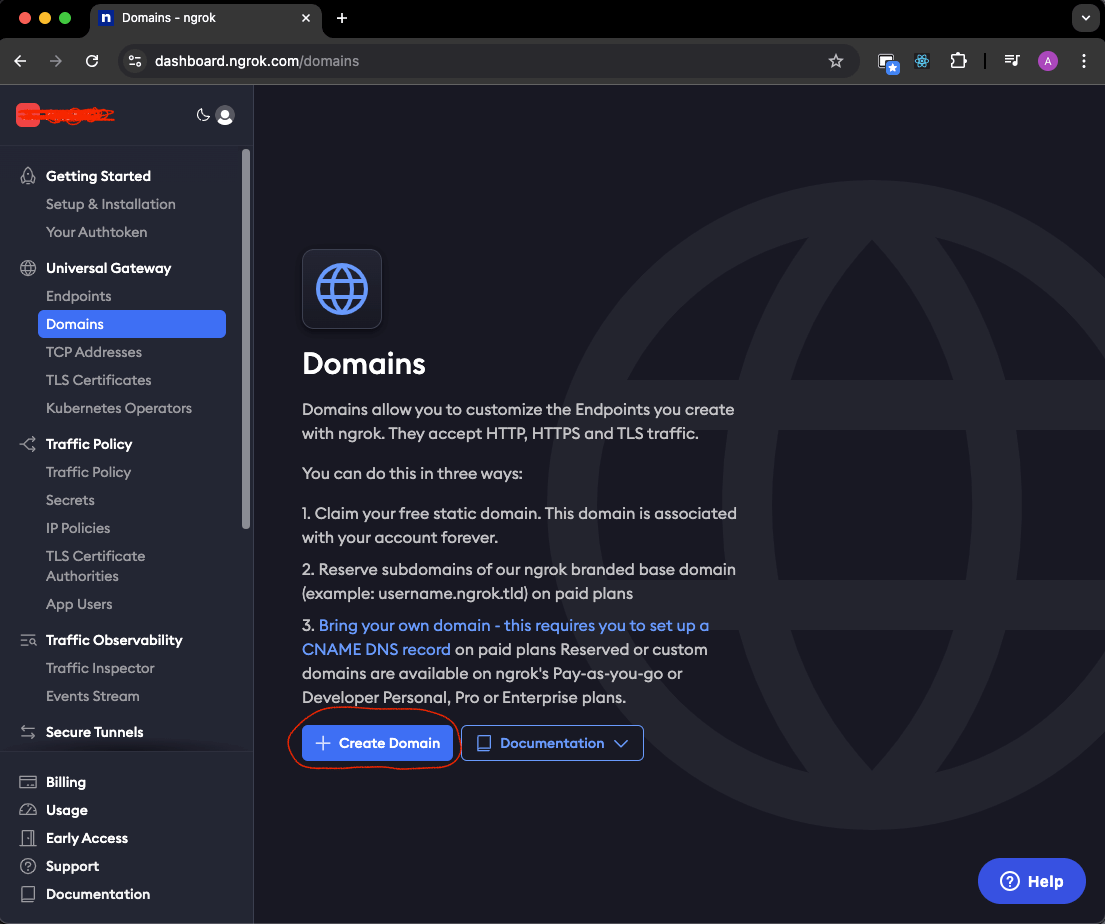 n Domains - ngrok
dashboard.ngrok.com/domains
A
Getting Started
Setup & Installation
Your Authtoken
Universal Gateway
Endpoints
Domains
TCP Addresses
TLS Certificates
Kubernetes Operators
Traffic Policy
Traffic Policy
Secrets
IP Policies
TLS Certificate
Authorities
App Users
Traffic Observability
Traffic Inspector
Events Stream
Secure Tunnels
Billing
Usage
Early Access
Support
Documentation
Domains
Domains allow you to customize the Endpoints you create
with ngrok. They accept HTTP, HTTPS and TLS traffic.
You can do this in three ways:
1. Claim your free static domain. This domain is associated
with your account forever.
2. Reserve subdomains of our ngrok branded base domain
(example: username.ngrok.tld) on paid plans
3. Bring your own domain - this requires you to set up a
CNAME DNS record on paid plans Reserved or custom
domains are available on ngrok's Pay-as-you-go or
Developer Personal, Pro or Enterprise plans.
Create Domain
Documentation
Help